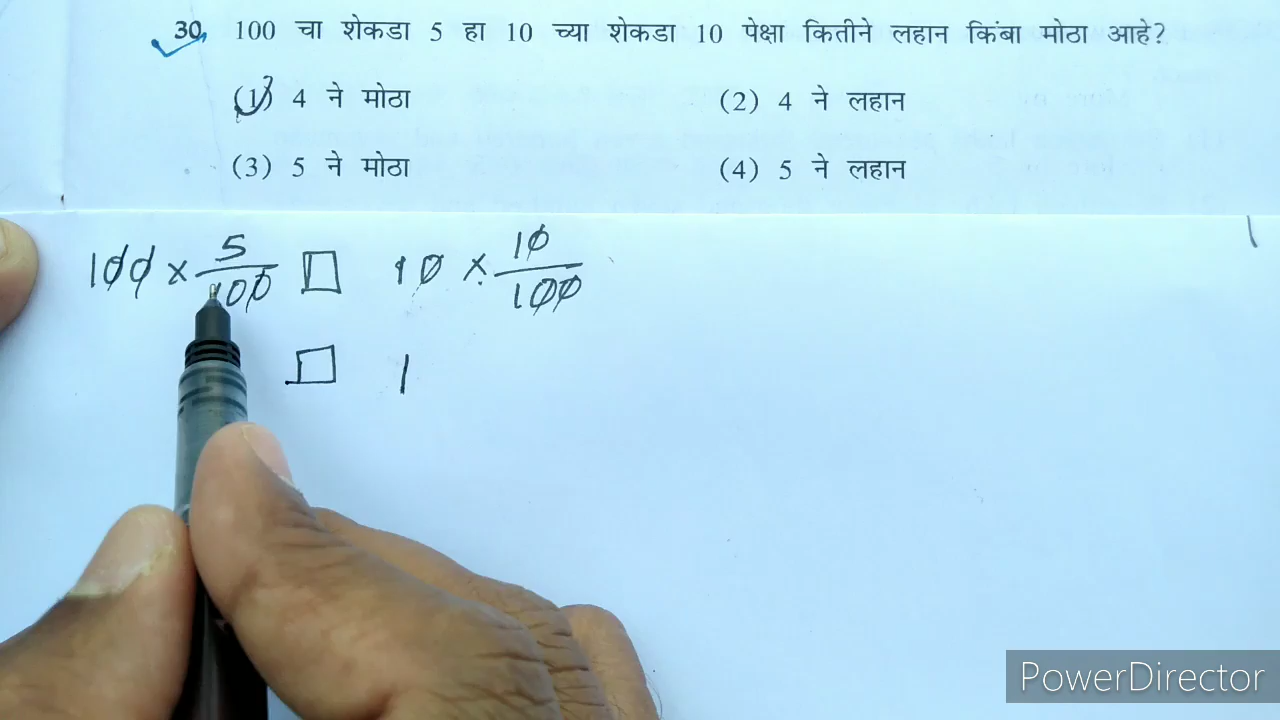 30. 100 चा शेकडा 5 हा 10 च्या शेकडा 10 पेक्षा कितीने लहान किंबा मोठा आहे?
(1) 4 ने मोठा (2) 4 ने लहान
(3) 5 ने मोठा (4) 5 ने लहान
100 × 5/100 □ 10 × 10/100
□ 1
PowerDirector